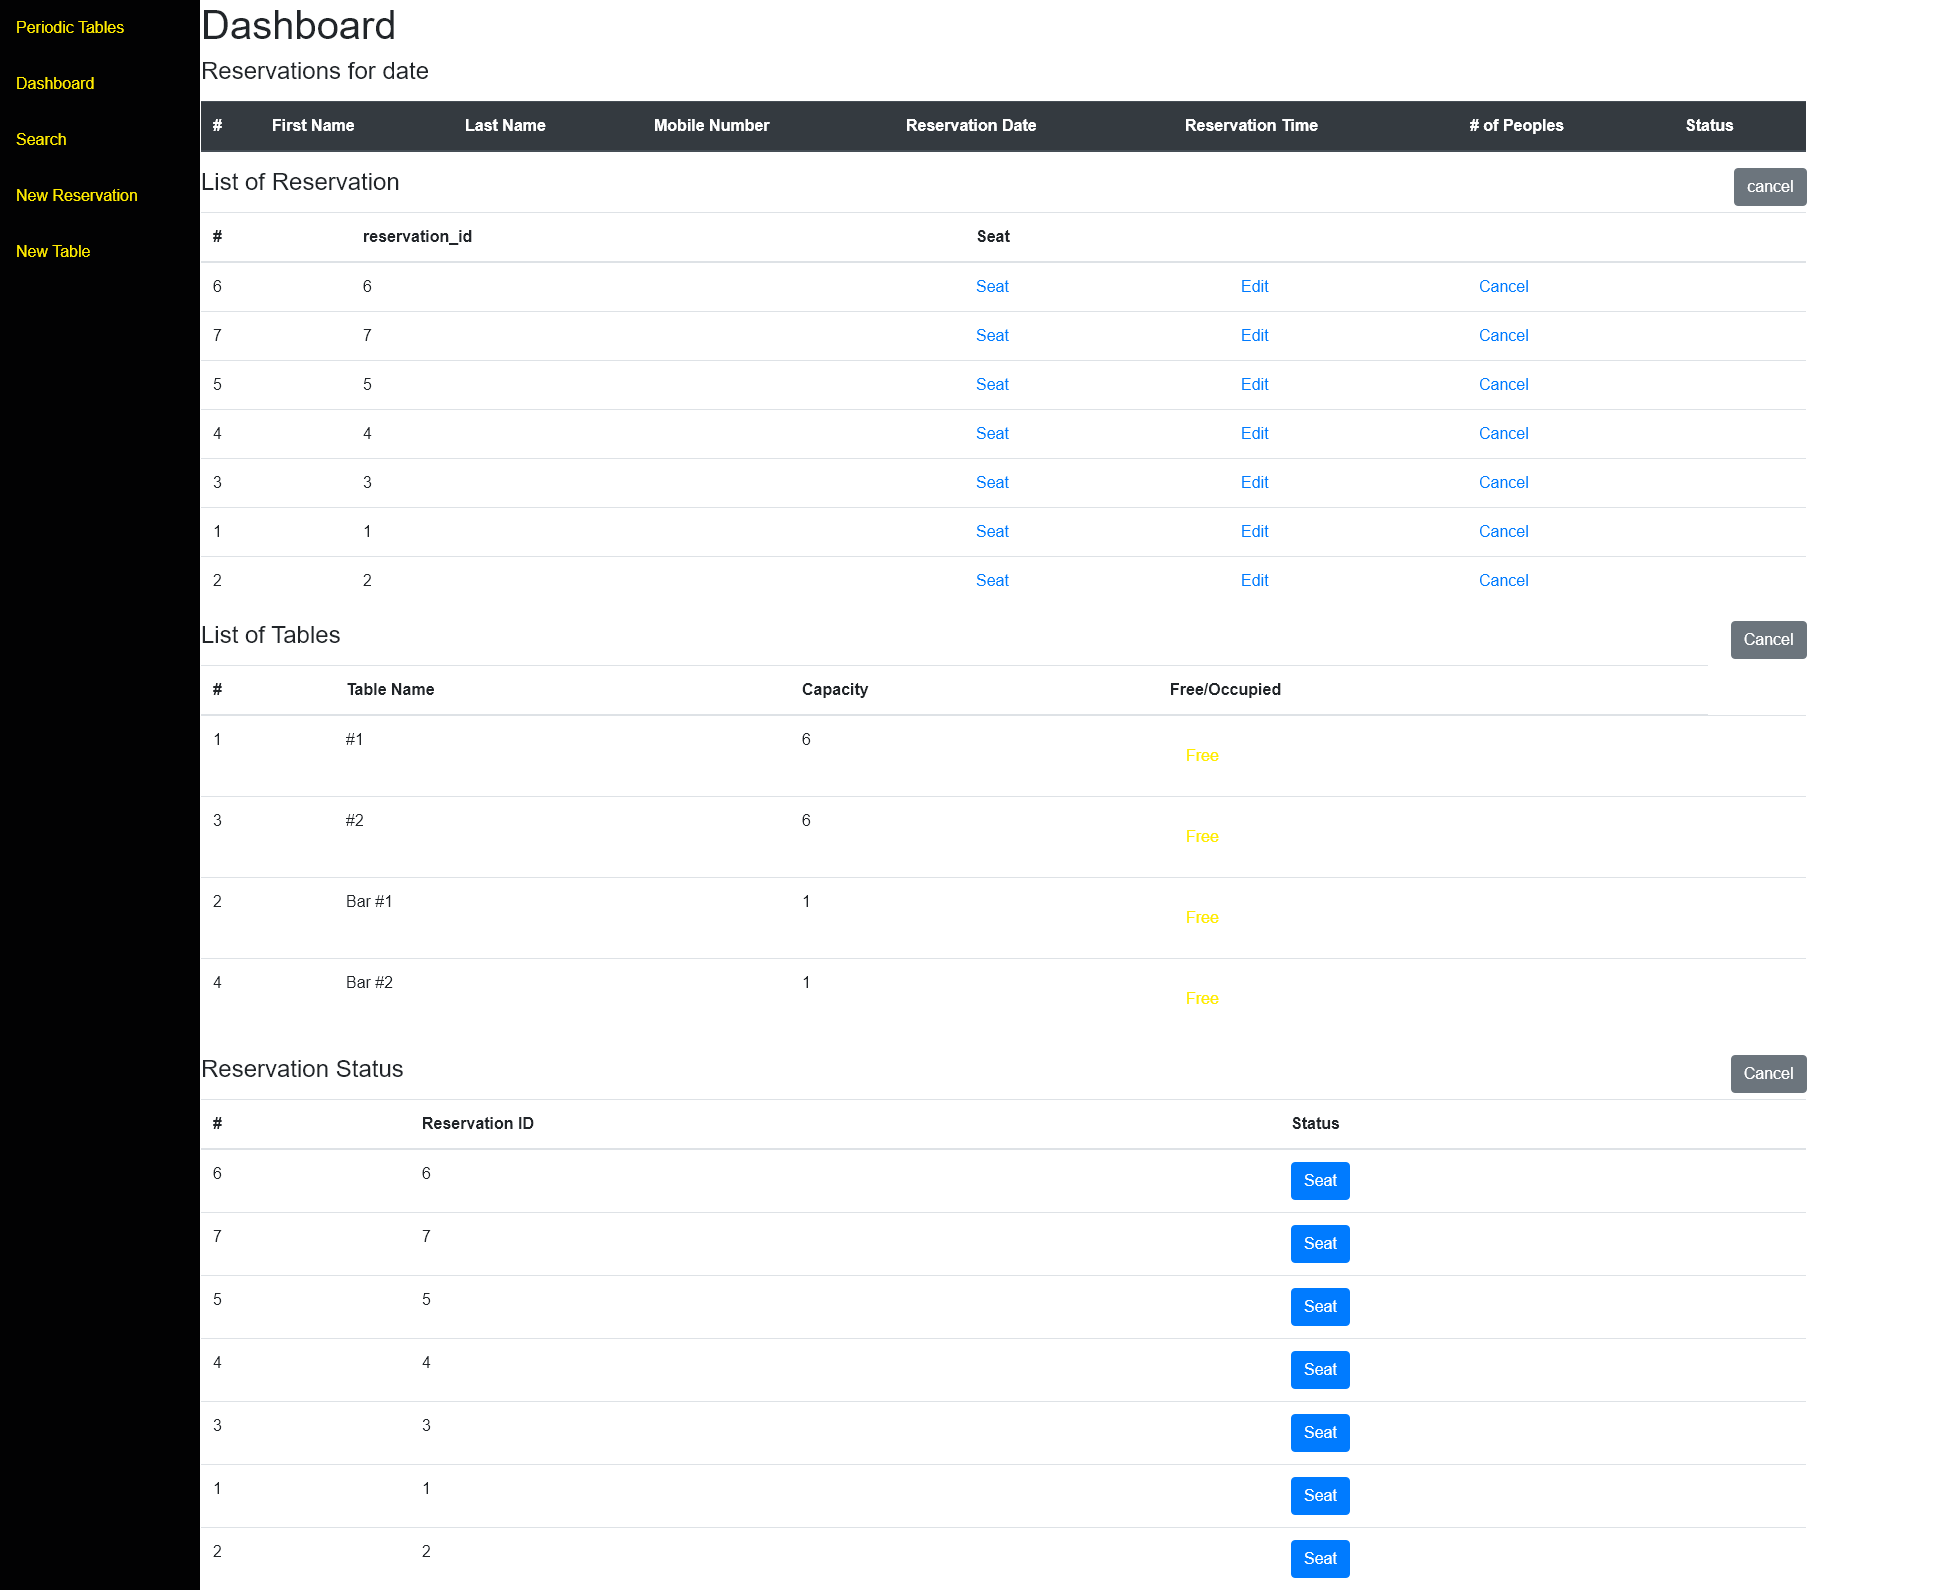 Periodic Tables
Dashboard
Search
New Reservation
New Table
Dashboard
Reservations for date
# First Name Last Name Mobile Number Reservation Date Reservation Time # of Peoples Status
List of Reservation cancel
# reservation_id Seat
6 6 Seat Edit Cancel
7 7 Seat Edit Cancel
5 5 Seat Edit Cancel
4 4 Seat Edit Cancel
3 3 Seat Edit Cancel
1 1 Seat Edit Cancel
2 2 Seat Edit Cancel
List of Tables Cancel
# Table Name Capacity Free/Occupied
1 #1 6 Free
3 #2 6 Free
2 Bar #1 1 Free
4 Bar #2 1 Free
Reservation Status Cancel
# Reservation ID Status
6 6 Seat
7 7 Seat
5 5 Seat
4 4 Seat
3 3 Seat
1 1 Seat
2 2 Seat